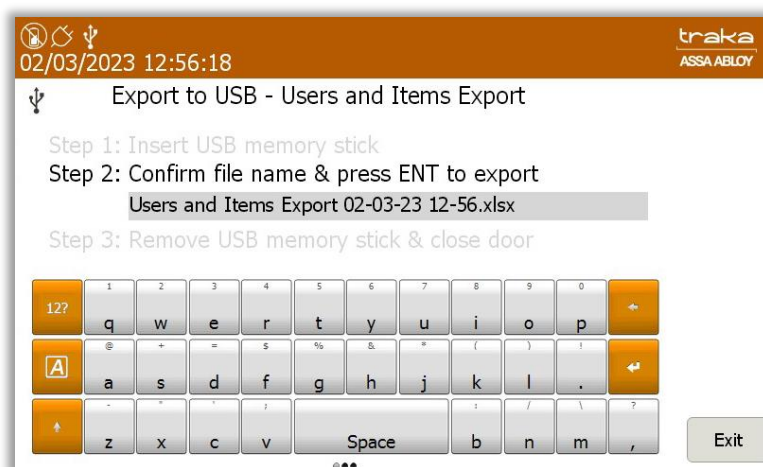 traka
02/03/2023 12:56:18
ASSA ABLOY
Export to USB - Users and Items Export
Step 1: Insert USB memory stick
Step 2: Confirm file name & press ENT to export
Users and Items Export 02-03-23 12-56.xlsx
Step 3: Remove USB memory stick & close door
1 2 3 4 5 6 7 8 9 0
12? q w e r t y u i o p
@ + = $ % & * ( ) !
A a s d f g h j k l .
- " ' ; : / \ ?
z x c v Space b n m ,
Exit